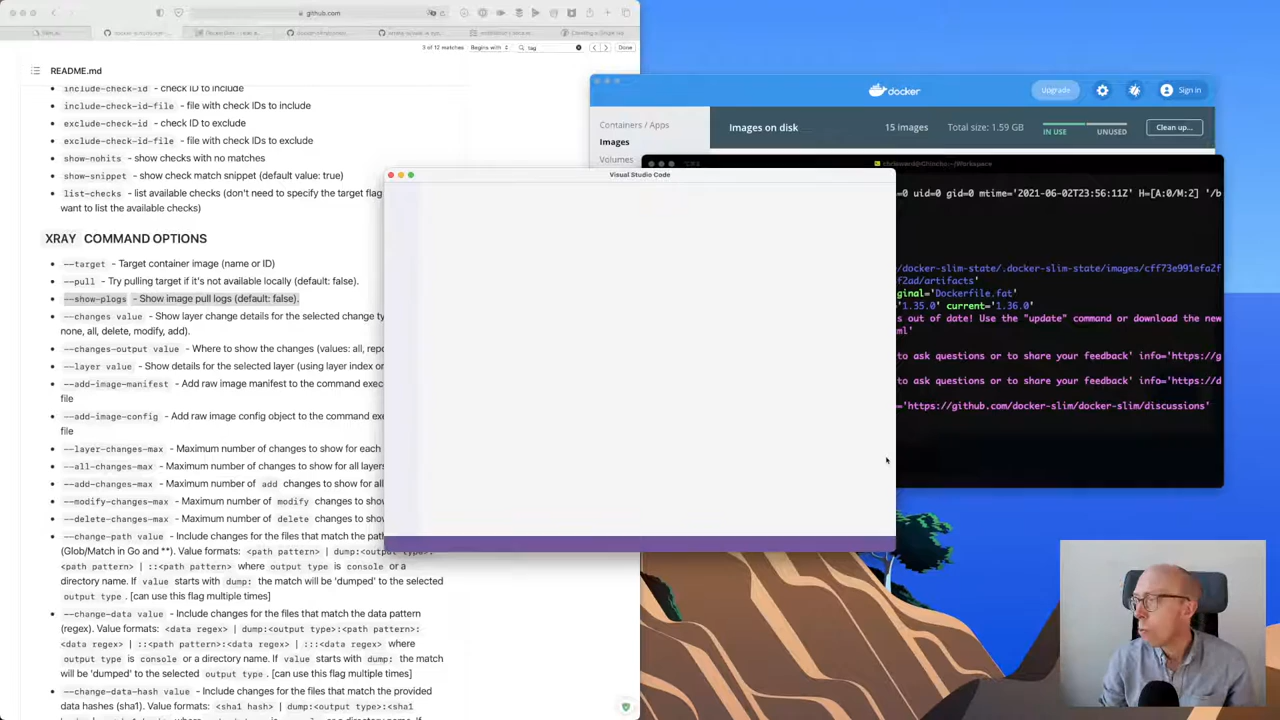 github.com
3 of 12 matches
Begins with
tag
Done
README.md
include-check-id - check ID to include
include-check-id-file - file with check IDs to include
exclude-check-id - check ID to exclude
exclude-check-id-file - file with check IDs to exclude
show-nohits - show checks with no matches
show-snippet - show check match snippet (default value: true)
list-checks - list available checks (don't need to specify the target flag
want to list the available checks)
XRAY COMMAND OPTIONS
--target - Target container image (name or ID)
--pull - Try pulling target if it's not available locally (default: false).
--show-plogs - Show image pull logs (default: false).
--changes value - Show layer change details for the selected change ty
none, all, delete, modify, add).
--changes-output value - Where to show the changes (values: all, repo
--layer value - Show details for the selected layer (using layer index or
--add-image-manifest - Add raw image manifest to the command exec
file
--add-image-config - Add raw image config object to the command exe
file
--layer-changes-max - Maximum number of changes to show for each
--all-changes-max - Maximum number of changes to show for all layers
--add-changes-max - Maximum number of add changes to show for all
--modify-changes-max - Maximum number of modify changes to show
--delete-changes-max - Maximum number of delete changes to show
--change-path value - Include changes for the files that match the path
(Glob/Match in Go and **). Value formats: <path pattern> | dump:<output type>:
<path pattern> | ::<path pattern> where output type is console or a
directory name. If value starts with dump: the match will be 'dumped' to the selected
output type . [can use this flag multiple times]
--change-data value - Include changes for the files that match the data pattern
(regex). Value formats: <data regex> | dump:<output type>:<path pattern>:
<data regex> | ::<path pattern>:<data regex> | :::<data regex> where
output type is console or a directory name. If value starts with dump: the match
will be 'dumped' to the selected output type . [can use this flag multiple times]
--change-data-hash value - Include changes for the files that match the provided
data hashes (sha1). Value formats: <sha1 hash> | dump:<output type>:<sha1
docker
Upgrade
Sign in
Containers / Apps
Images
Volumes
Images on disk
15 images
Total size: 1.59 GB
IN USE
UNUSED
Clean up...
chrisward@Chinchs:~/Workspace
=0 uid=0 gid=0 mtime='2021-06-02T23:56:11Z' H=[A:0/M:2] '/b
/docker-slim-state/.docker-slim-state/images/cff73e991efa2f
f2ad/artifacts'
ginal='Dockerfile.fat'
'1.35.0' current='1.36.0'
s out of date! Use the "update" command or download the new
ml'
to ask questions or to share your feedback' info='https://g
to ask questions or to share your feedback' info='https://d
='https://github.com/docker-slim/docker-slim/discussions'
Visual Studio Code